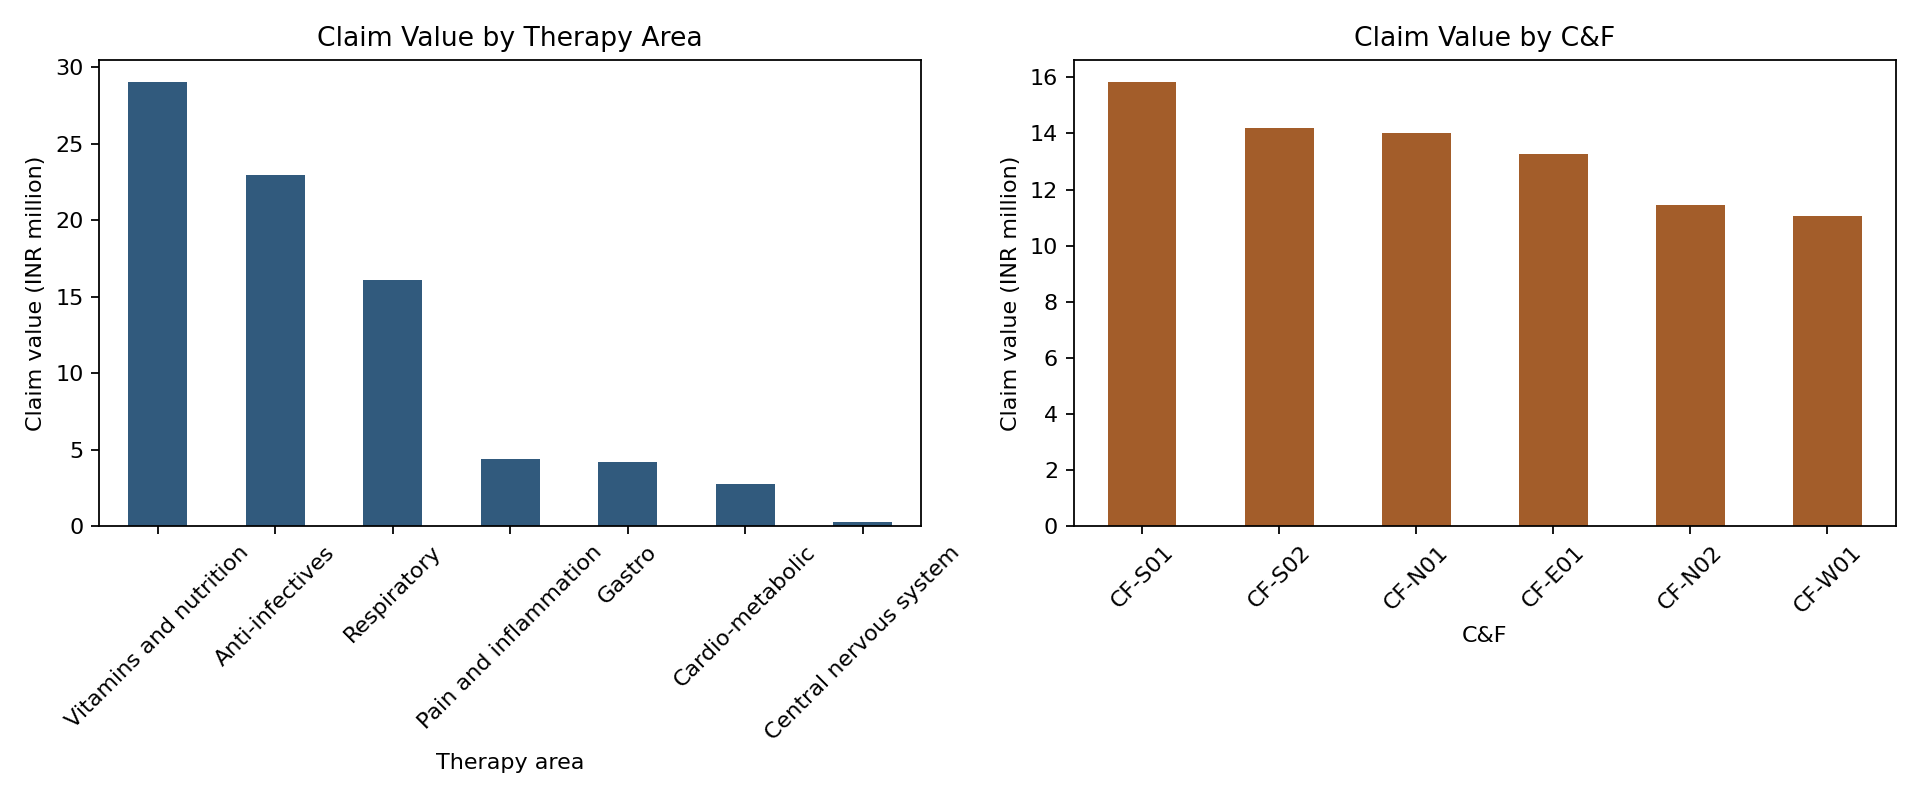 Claim Value by Therapy Area
Claim value (INR million)
30
25
20
15
10
5
0
Vitamins and nutrition
Anti-infectives
Respiratory
Pain and inflammation
Gastro
Cardio-metabolic
Central nervous system
Therapy area
Claim Value by C&F
Claim value (INR million)
16
14
12
10
8
6
4
2
0
CF-S01
CF-S02
CF-N01
CF-E01
CF-N02
CF-W01
C&F